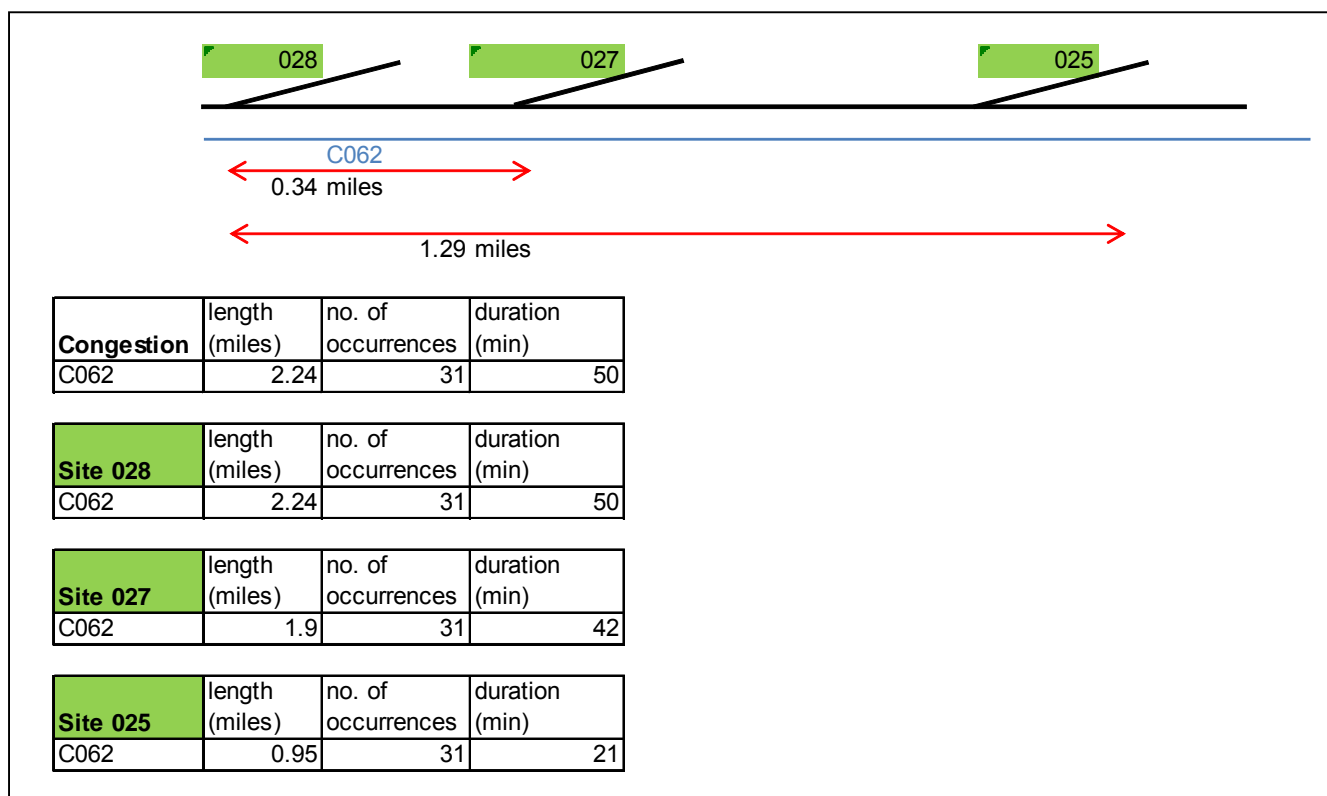 028 027 025
C062
0.34 miles
1.29 miles
length no. of duration
Congestion (miles) occurrences (min)
C062 2.24 31 50
length no. of duration
Site 028 (miles) occurrences (min)
C062 2.24 31 50
length no. of duration
Site 027 (miles) occurrences (min)
C062 1.9 31 42
length no. of duration
Site 025 (miles) occurrences (min)
C062 0.95 31 21